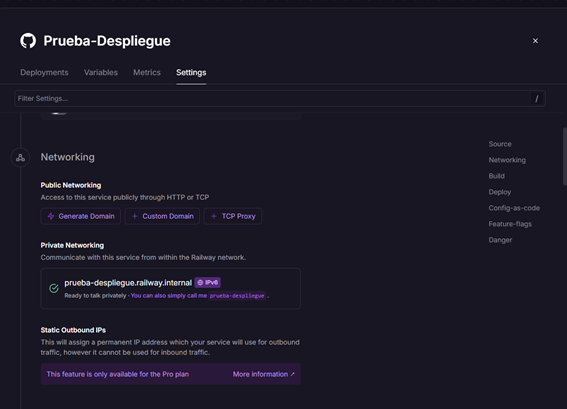 Prueba-Despliegue
Deployments Variables Metrics Settings
Filter Settings... /
Networking
Public Networking
Access to this service publicly through HTTP or TCP
Generate Domain + Custom Domain + TCP Proxy
Private Networking
Communicate with this service from within the Railway network.
prueba-despliegue.railway.internal IPv6
Ready to talk privately · You can also simply call me prueba-despliegue .
Static Outbound IPs
This will assign a permanent IP address which your service will use for outbound
traffic, however it cannot be used for inbound traffic.
This feature is only available for the Pro plan More information ↗
Source
Networking
Build
Deploy
Config-as-code
Feature-flags
Danger